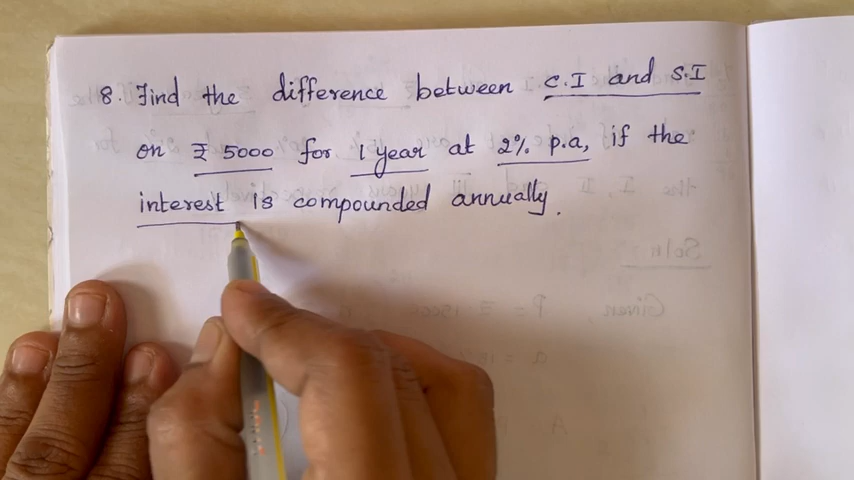 8. Find the difference between C.I and S.I
on ₹ 5000 for 1 year at 2% p.a, if the
interest is compounded annually.